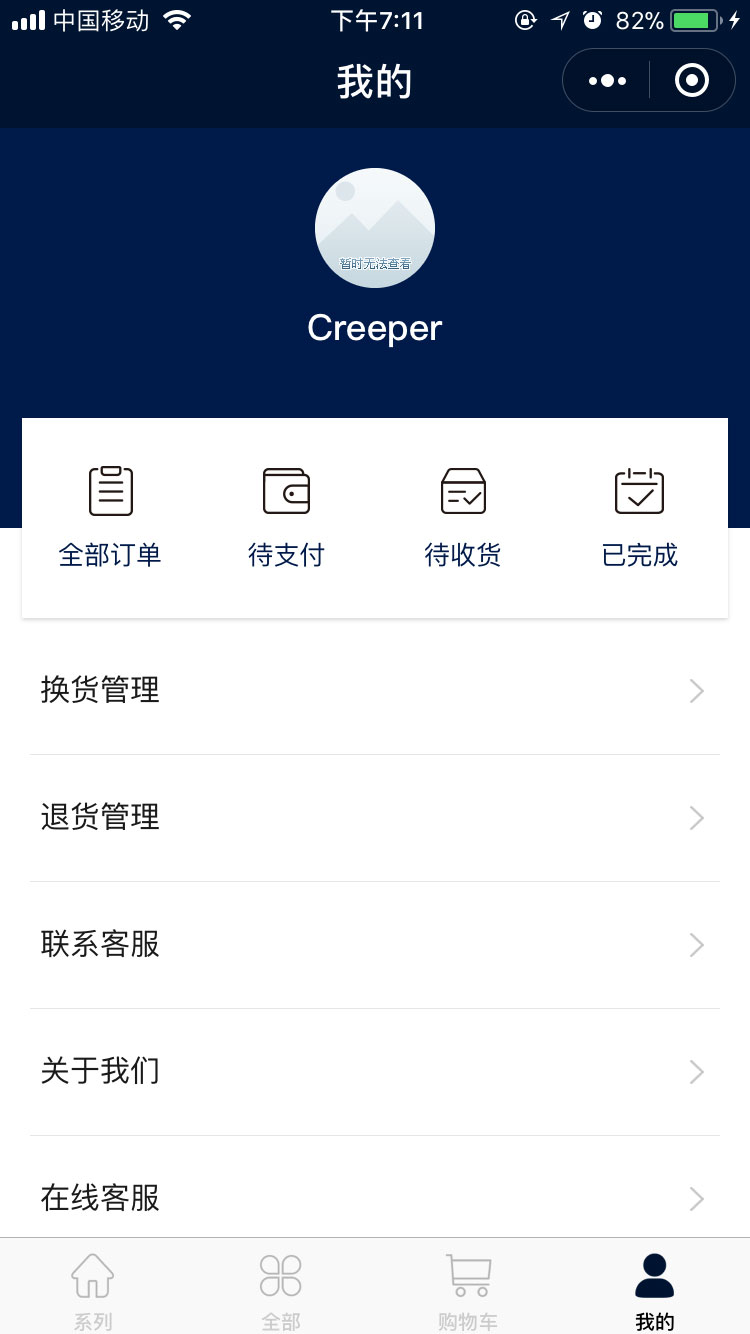 中国移动 下午7:11 82%
我的
暂时无法查看
Creeper
全部订单 待支付 待收货 已完成
换货管理
退货管理
联系客服
关于我们
在线客服
系列 全部 购物车 我的